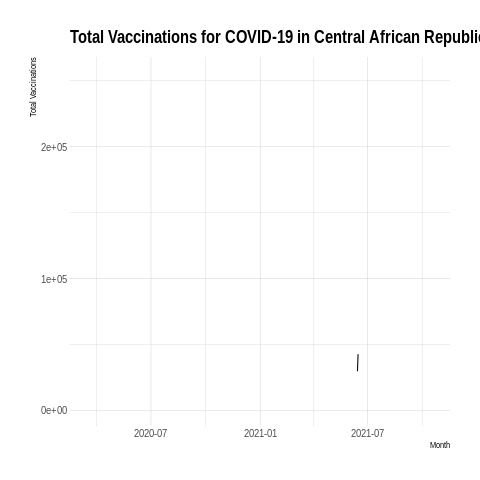 Total Vaccinations for COVID-19 in Central African Republi
Total Vaccinations
2e+05
1e+05
0e+00
2020-07
2021-01
2021-07
Month